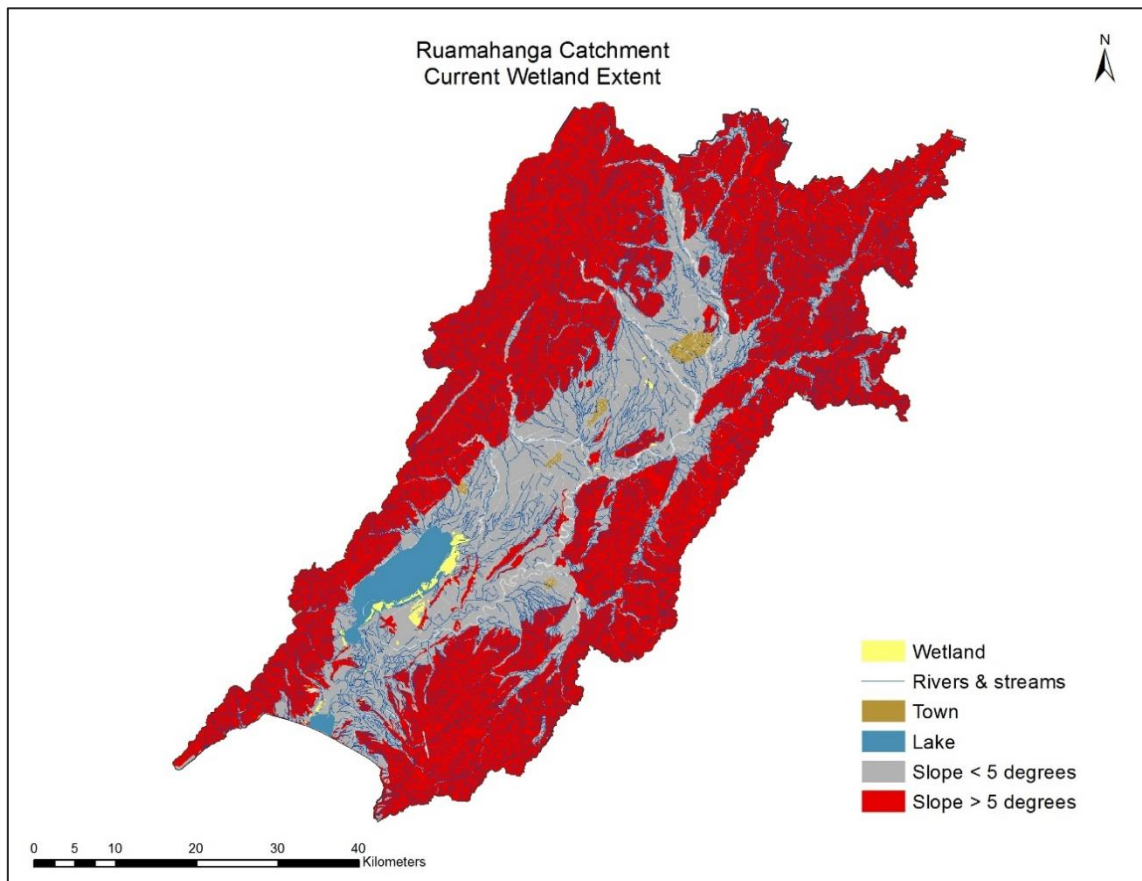 Ruamahanga Catchment
Current Wetland Extent
N
Wetland
Rivers & streams
Town
Lake
Slope < 5 degrees
Slope > 5 degrees
0 5 10 20 30 40
Kilometers